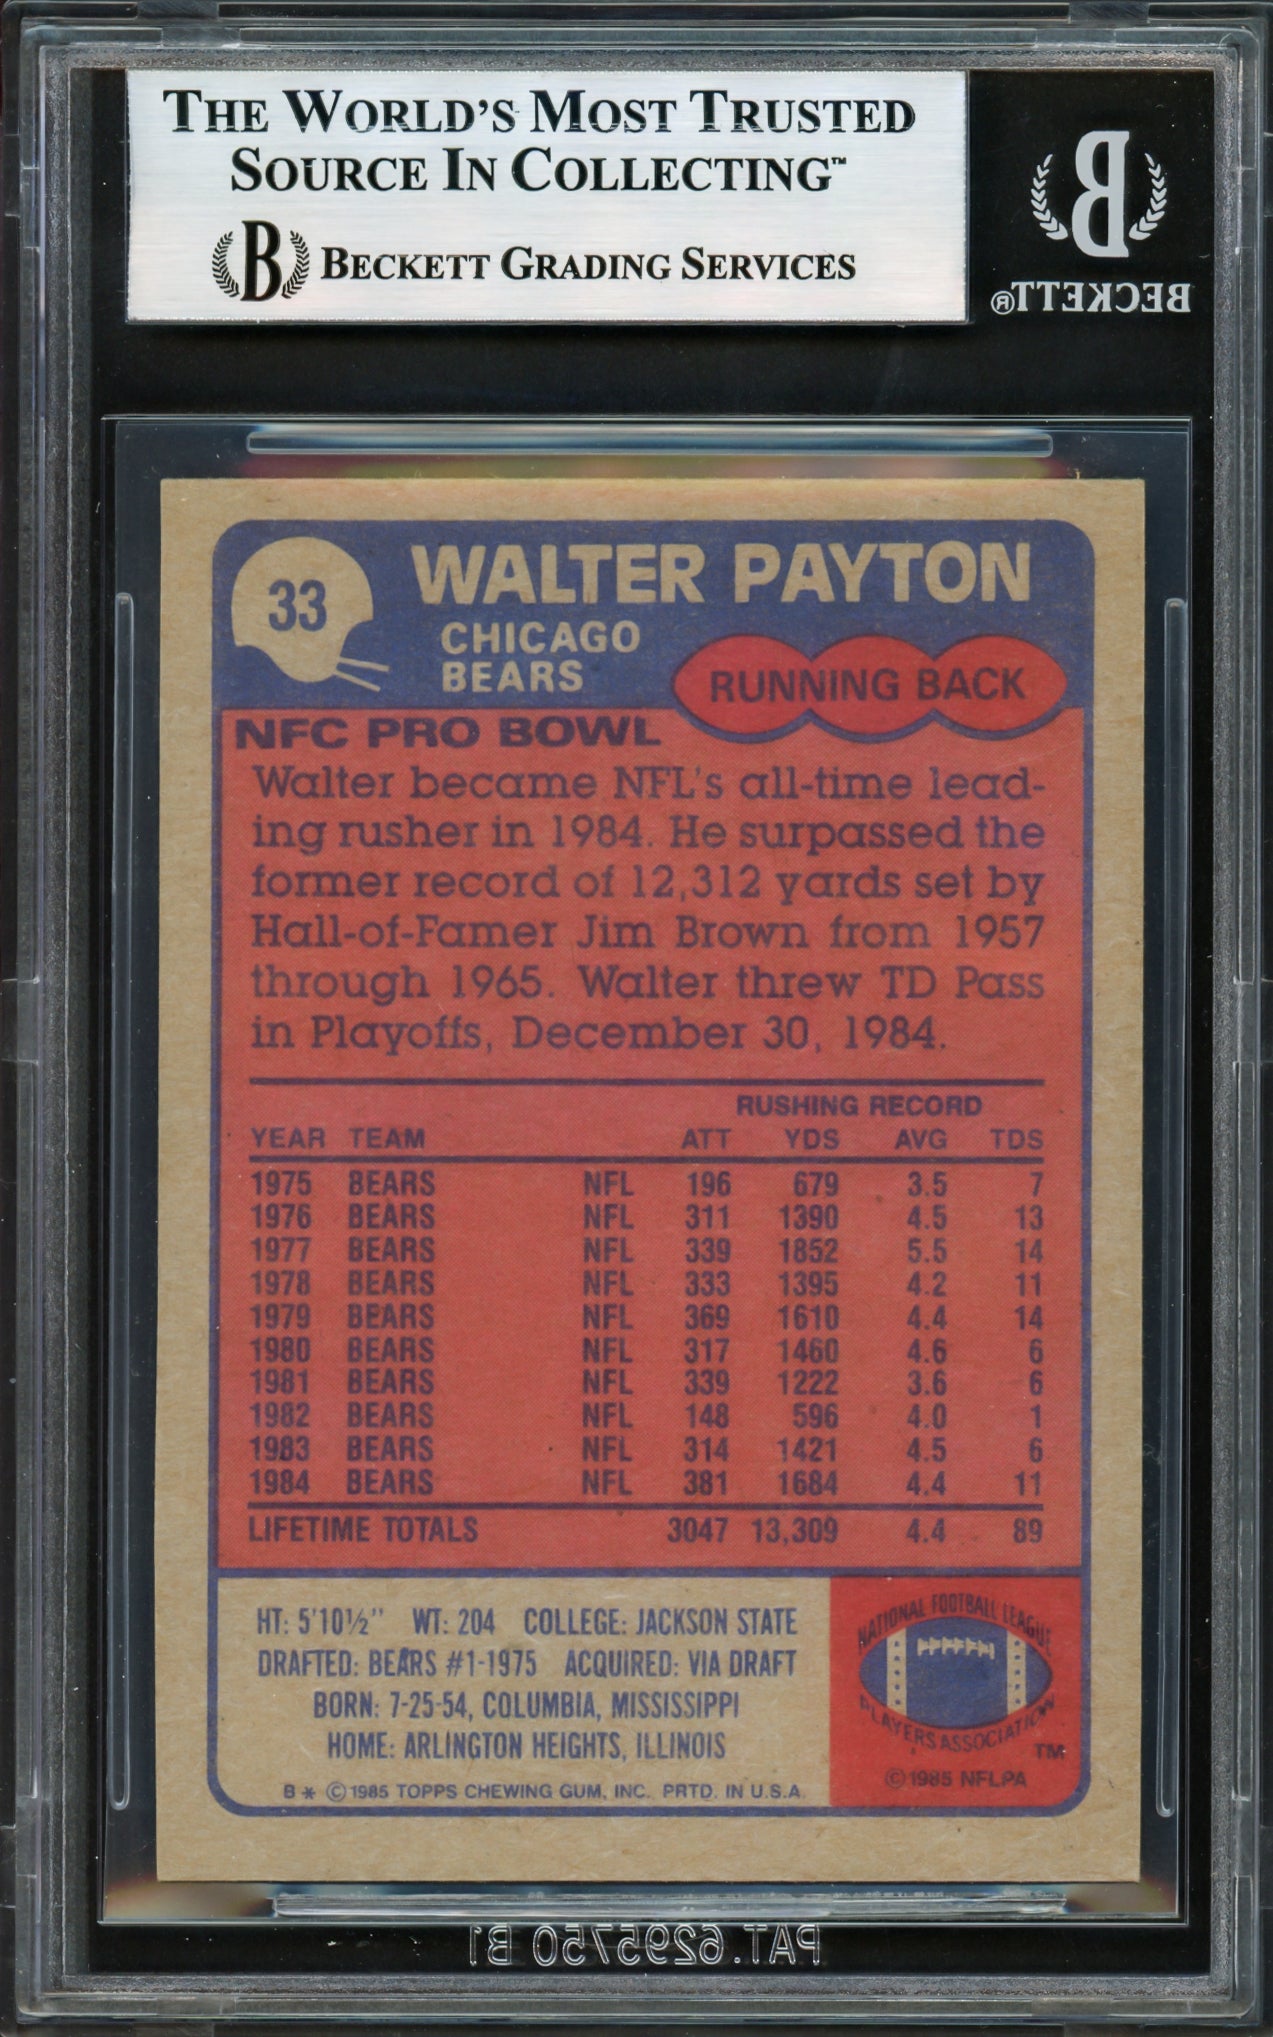 THE WORLD'S MOST TRUSTED
SOURCE IN COLLECTING™
B BECKETT GRADING SERVICES
B
BECKETT®
33
WALTER PAYTON
CHICAGO
BEARS
RUNNING BACK
NFC PRO BOWL
Walter became NFL's all-time lead-
ing rusher in 1984. He surpassed the
former record of 12,312 yards set by
Hall-of-Famer Jim Brown from 1957
through 1965. Walter threw TD Pass
in Playoffs, December 30, 1984.
RUSHING RECORD
YEAR TEAM ATT YDS AVG TDS
1975 BEARS NFL 196 679 3.5 7
1976 BEARS NFL 311 1390 4.5 13
1977 BEARS NFL 339 1852 5.5 14
1978 BEARS NFL 333 1395 4.2 11
1979 BEARS NFL 369 1610 4.4 14
1980 BEARS NFL 317 1460 4.6 6
1981 BEARS NFL 339 1222 3.6 6
1982 BEARS NFL 148 596 4.0 1
1983 BEARS NFL 314 1421 4.5 6
1984 BEARS NFL 381 1684 4.4 11
LIFETIME TOTALS 3047 13,309 4.4 89
HT: 5'10½" WT: 204 COLLEGE: JACKSON STATE
DRAFTED: BEARS #1-1975 ACQUIRED: VIA DRAFT
BORN: 7-25-54, COLUMBIA, MISSISSIPPI
HOME: ARLINGTON HEIGHTS, ILLINOIS
B * © 1985 TOPPS CHEWING GUM, INC. PRTD. IN U.S.A.
NATIONAL FOOTBALL LEAGUE
PLAYERS ASSOCIATION
TM
© 1985 NFLPA
PAT. 6295750 B1